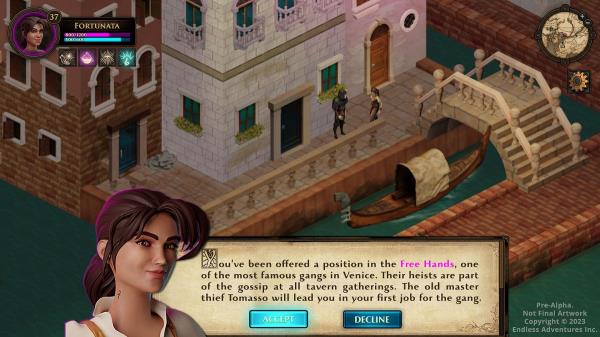 37
FORTUNATA
800/1200
You've been offered a position in the Free Hands, one
of the most famous gangs in Venice. Their heists are part
of the gossip at all tavern gatherings. The old master
thief Tomasso will lead you in your first job for the gang.
ACCEPT
DECLINE
Pre-Alpha.
Not Final Artwork
Copyright © 2023
Endless Adventures Inc.